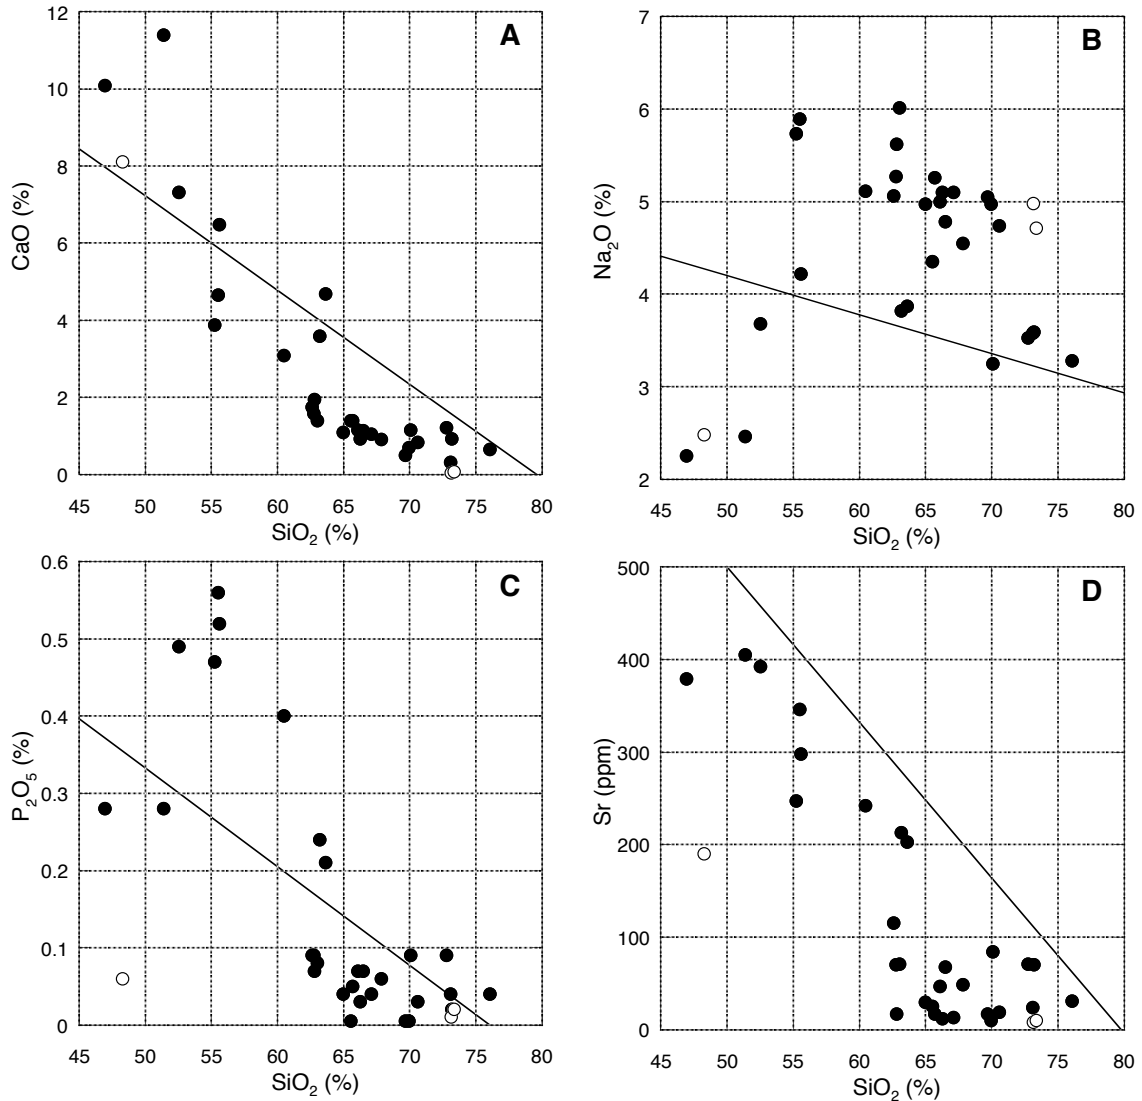 A
12
10
8
6
4
2
0
CaO (%)
45 50 55 60 65 70 75 80
SiO₂ (%)
B
7
6
5
4
3
2
Na₂O (%)
45 50 55 60 65 70 75 80
SiO₂ (%)
C
0.6
0.5
0.4
0.3
0.2
0.1
0
P₂O₅ (%)
45 50 55 60 65 70 75 80
SiO₂ (%)
D
500
400
300
200
100
0
Sr (ppm)
45 50 55 60 65 70 75 80
SiO₂ (%)